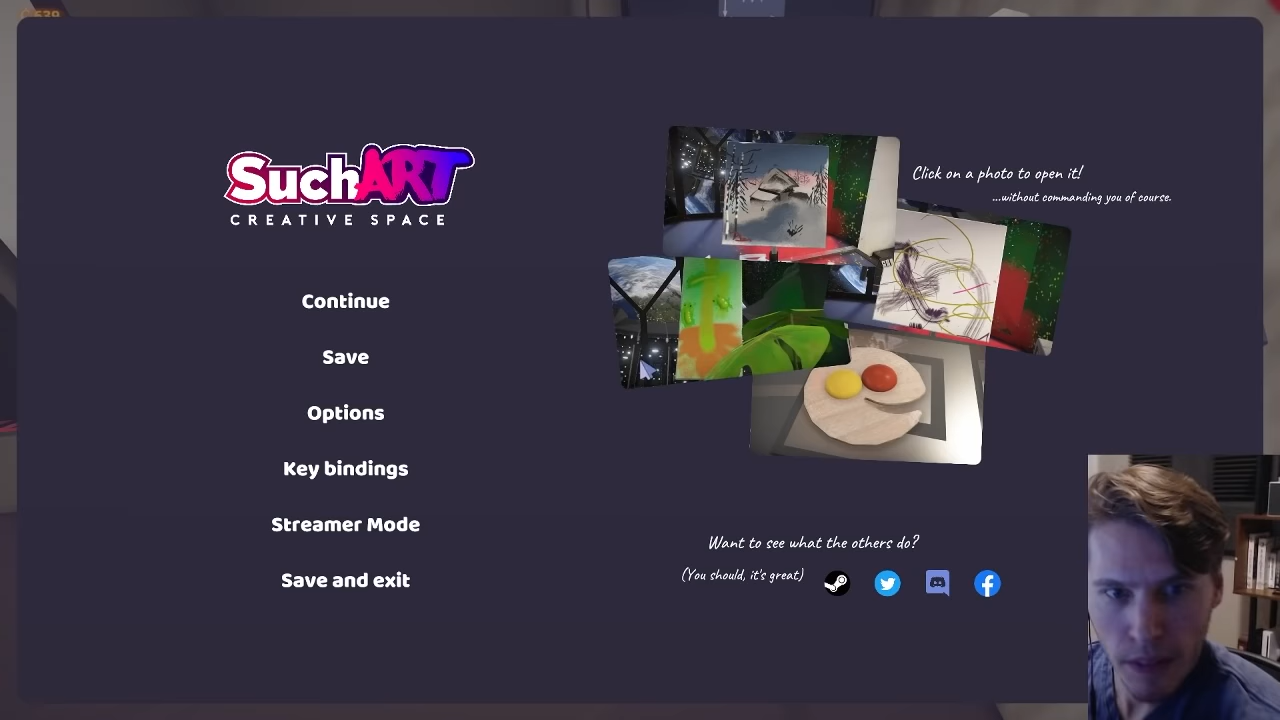 539
SuchART
CREATIVE SPACE
Continue
Save
Options
Key bindings
Streamer Mode
Save and exit
Click on a photo to open it!
...without commanding you of course.
Want to see what the others do?
(You should, it's great)